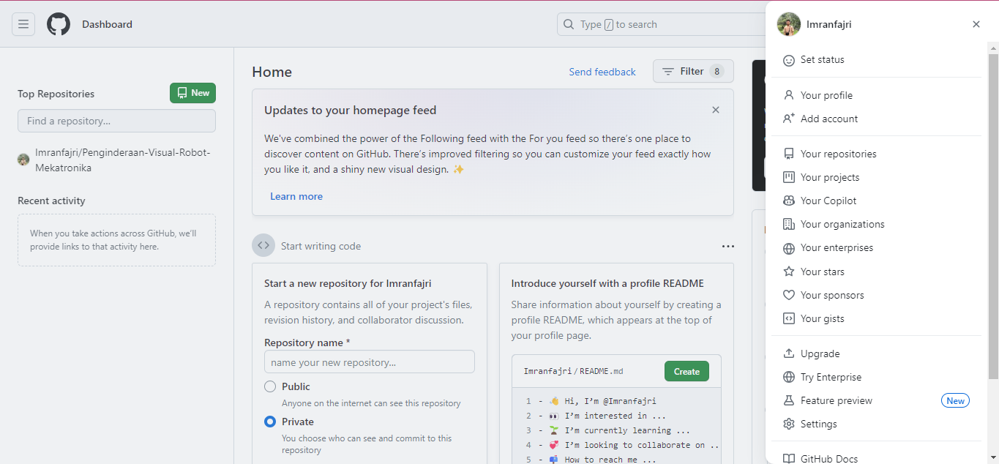 Dashboard
Type / to search
Top Repositories
New
Find a repository...
Imranfajri/Penginderaan-Visual-Robot-
Mekatronika
Recent activity
When you take actions across GitHub, we'll
provide links to that activity here.
Home
Send feedback
Filter 8
Updates to your homepage feed
We've combined the power of the Following feed with the For you feed so there's one place to
discover content on GitHub. There's improved filtering so you can customize your feed exactly how
you like it, and a shiny new visual design. ✨
Learn more
Start writing code
Start a new repository for Imranfajri
A repository contains all of your project's files,
revision history, and collaborator discussion.
Repository name *
name your new repository...
Public
Anyone on the internet can see this repository
Private
You choose who can see and commit to this
repository
Introduce yourself with a profile README
Share information about yourself by creating a
profile README, which appears at the top of
your profile page.
Imranfajri/README.md
Create
1 - 👋 Hi, I'm @Imranfajri
2 - 👀 I'm interested in ...
3 - 🌱 I'm currently learning ...
4 - 💞️ I'm looking to collaborate on ..
5 - 📫 How to reach me ...
Imranfajri
Set status
Your profile
Add account
Your repositories
Your projects
Your Copilot
Your organizations
Your enterprises
Your stars
Your sponsors
Your gists
Upgrade
Try Enterprise
Feature preview New
Settings
GitHub Docs